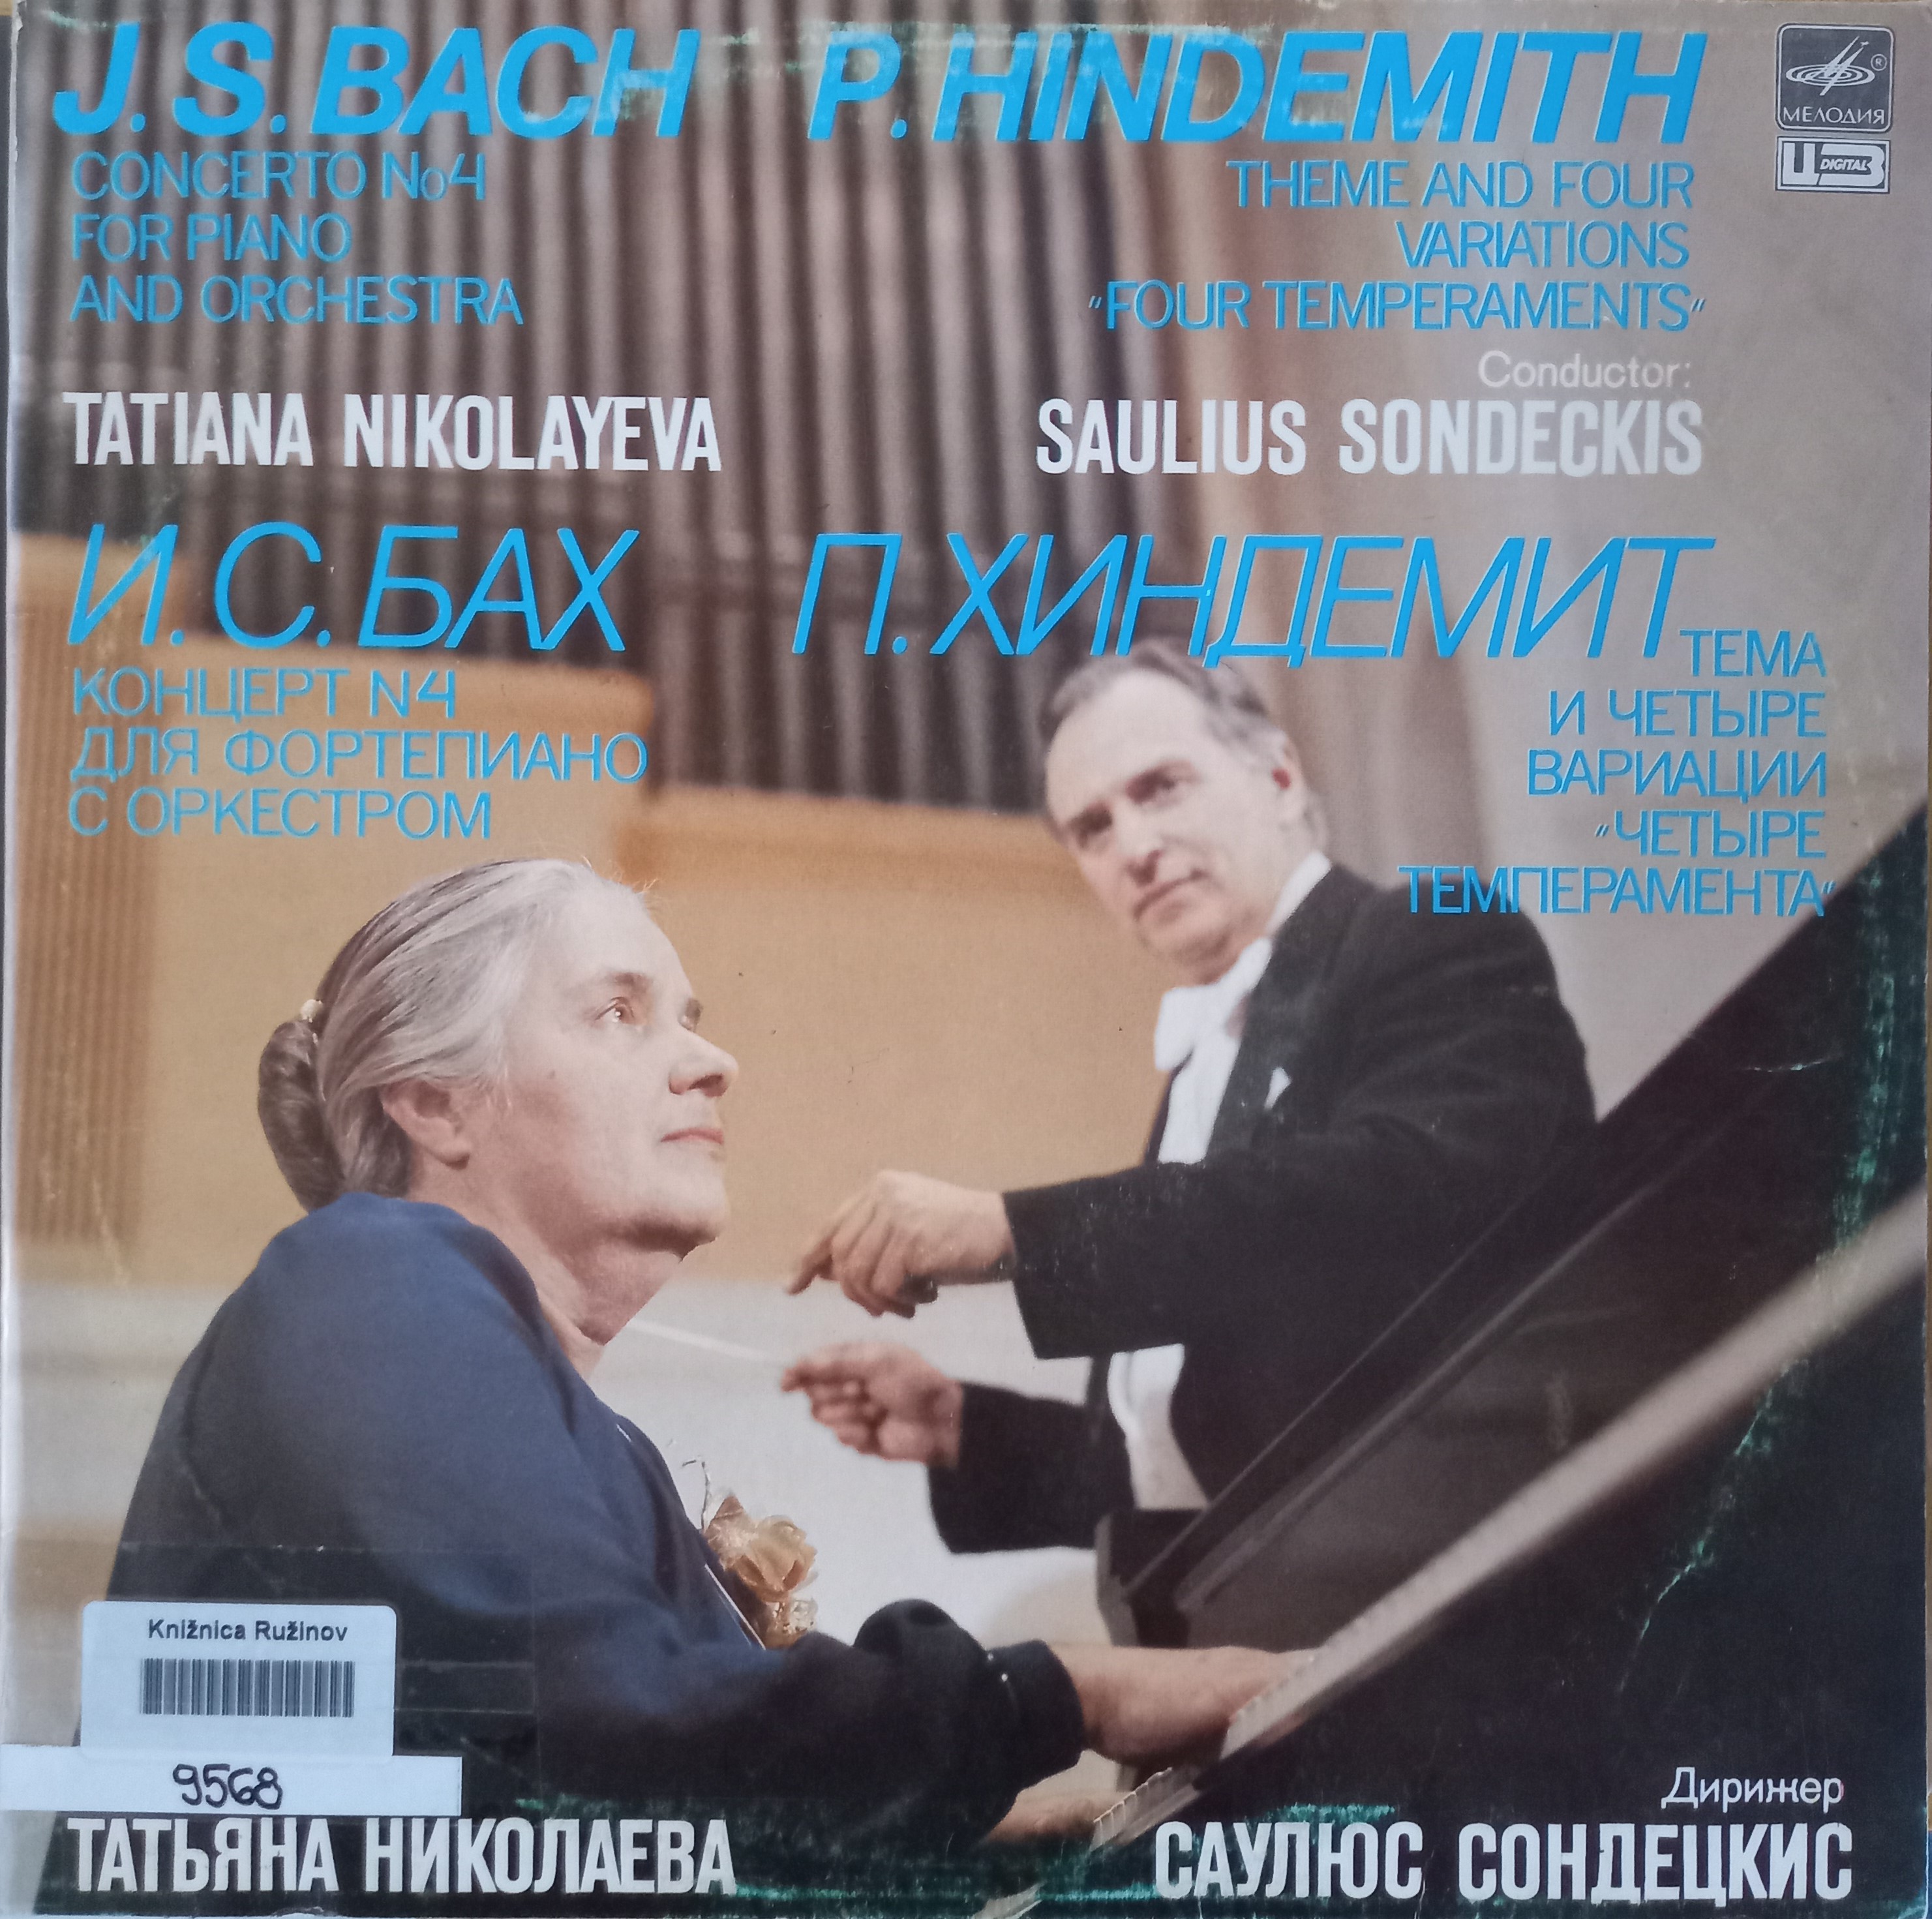 J. S. BACH
CONCERTO No4
FOR PIANO
AND ORCHESTRA
TATIANA NIKOLAYEVA
P. HINDEMITH
THEME AND FOUR
VARIATIONS
"FOUR TEMPERAMENTS"
Conductor:
SAULIUS SONDECKIS
МЕЛОДИЯ
®
DIGITAL
И. С. БАХ
КОНЦЕРТ N4
ДЛЯ ФОРТЕПИАНО
С ОРКЕСТРОМ
П. ХИНДЕМИТ
ТЕМА
И ЧЕТЫРЕ
ВАРИАЦИИ
"ЧЕТЫРЕ
ТЕМПЕРАМЕНТА"
Knižnica Ružinov
9568
ТАТЬЯНА НИКОЛАЕВА
Дирижер
САУЛЮС СОНДЕЦКИС